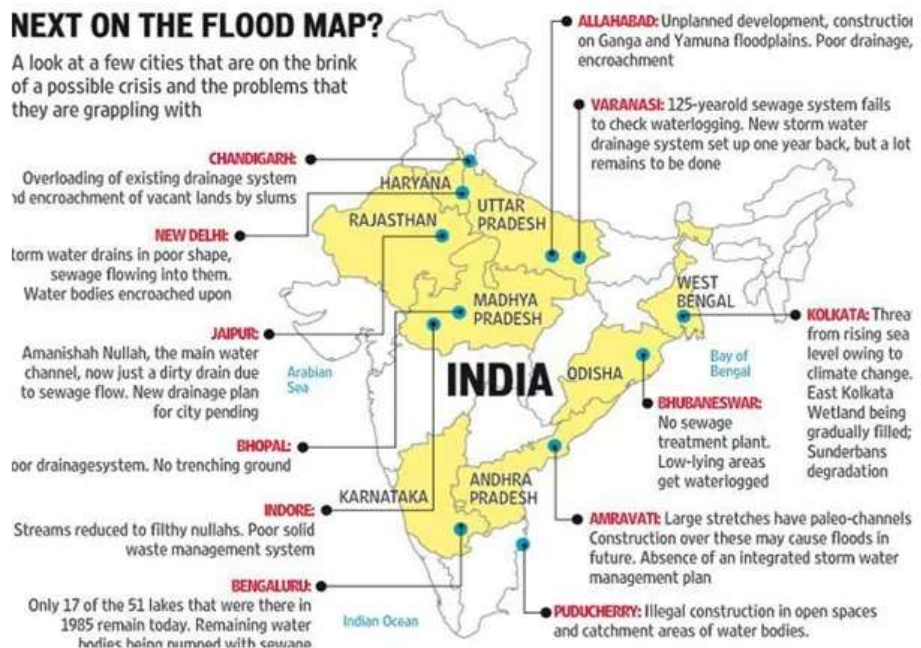 NEXT ON THE FLOOD MAP?
A look at a few cities that are on the brink
of a possible crisis and the problems that
they are grappling with
CHANDIGARH:
Overloading of existing drainage system
nd encroachment of vacant lands by slums
NEW DELHI:
torm water drains in poor shape,
sewage flowing into them.
Water bodies encroached upon
JAIPUR:
Amanishah Nullah, the main water
channel, now just a dirty drain due
to sewage flow. New drainage plan
for city pending
BHOPAL:
oor drainagesystem. No trenching ground
INDORE:
Streams reduced to filthy nullahs. Poor solid
waste management system
BENGALURU:
Only 17 of the 51 lakes that were there in
1985 remain today. Remaining water
bodies being pumped with sewage
ALLAHABAD: Unplanned development, construction
on Ganga and Yamuna floodplains. Poor drainage,
encroachment
VARANASI: 125-yearold sewage system fails
to check waterlogging. New storm water
drainage system set up one year back, but a lot
remains to be done
KOLKATA: Threa
from rising sea
level owing to
climate change.
East Kolkata
Wetland being
gradually filled;
Sunderbans
degradation
BHUBANESWAR:
No sewage
treatment plant.
Low-lying areas
get waterlogged
AMRAVATI: Large stretches have paleo-channels
Construction over these may cause floods in
future. Absence of an integrated storm water
management plan
PUDUCHERRY: Illegal construction in open spaces
and catchment areas of water bodies.
HARYANA
UTTAR
PRADESH
RAJASTHAN
MADHYA
PRADESH
WEST
BENGAL
INDIA
ODISHA
Arabian
Sea
Bay of
Bengal
KARNATAKA
ANDHRA
PRADESH
Indian Ocean